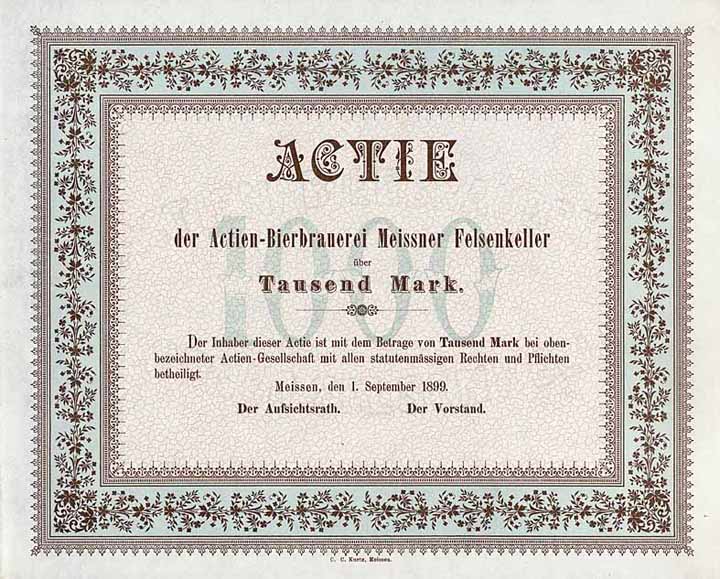 ACTIE
1000
der Actien-Bierbrauerei Meissner Felsenkeller
über
Tausend Mark.
Der Inhaber dieser Actie ist mit dem Betrage von Tausend Mark bei oben-
bezeichneter Actien-Gesellschaft mit allen statutenmässigen Rechten und Pflichten
betheiligt.
Meissen, den 1. September 1899.
Der Aufsichtsrath. Der Vorstand.
C. C. Kurtz, Meissen.